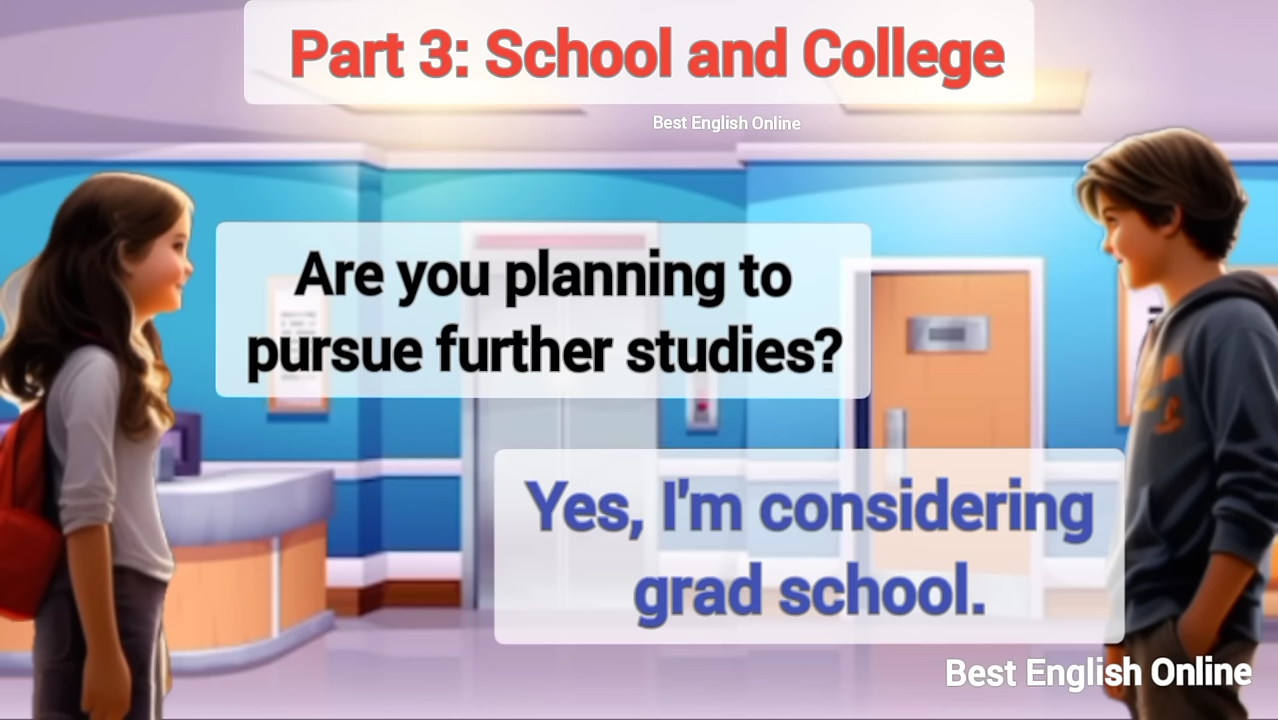 Part 3: School and College
Best English Online
Are you planning to
pursue further studies?
Yes, I'm considering
grad school.
Best English Online